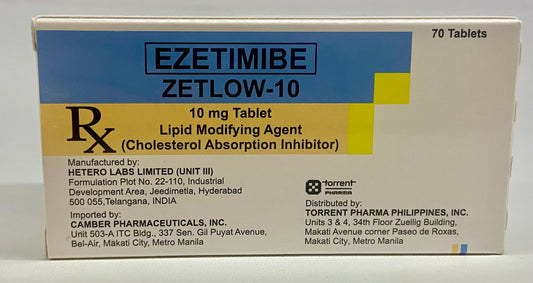 70 Tablets
EZETIMIBE
ZETLOW-10
Rx
10 mg Tablet
Lipid Modifying Agent
(Cholesterol Absorption Inhibitor)
Manufactured by:
HETERO LABS LIMITED (UNIT III)
Formulation Plot No. 22-110, Industrial
Development Area, Jeedimetla, Hyderabad
500 055,Telangana, INDIA
Imported by:
CAMBER PHARMACEUTICALS, INC.
Unit 503-A ITC Bldg., 337 Sen. Gil Puyat Avenue,
Bel-Air, Makati City, Metro Manila
torrent
PHARMA
Distributed by:
TORRENT PHARMA PHILIPPINES, INC.
Units 3 & 4, 34th Floor Zuellig Building,
Makati Avenue corner Paseo de Roxas,
Makati City, Metro Manila